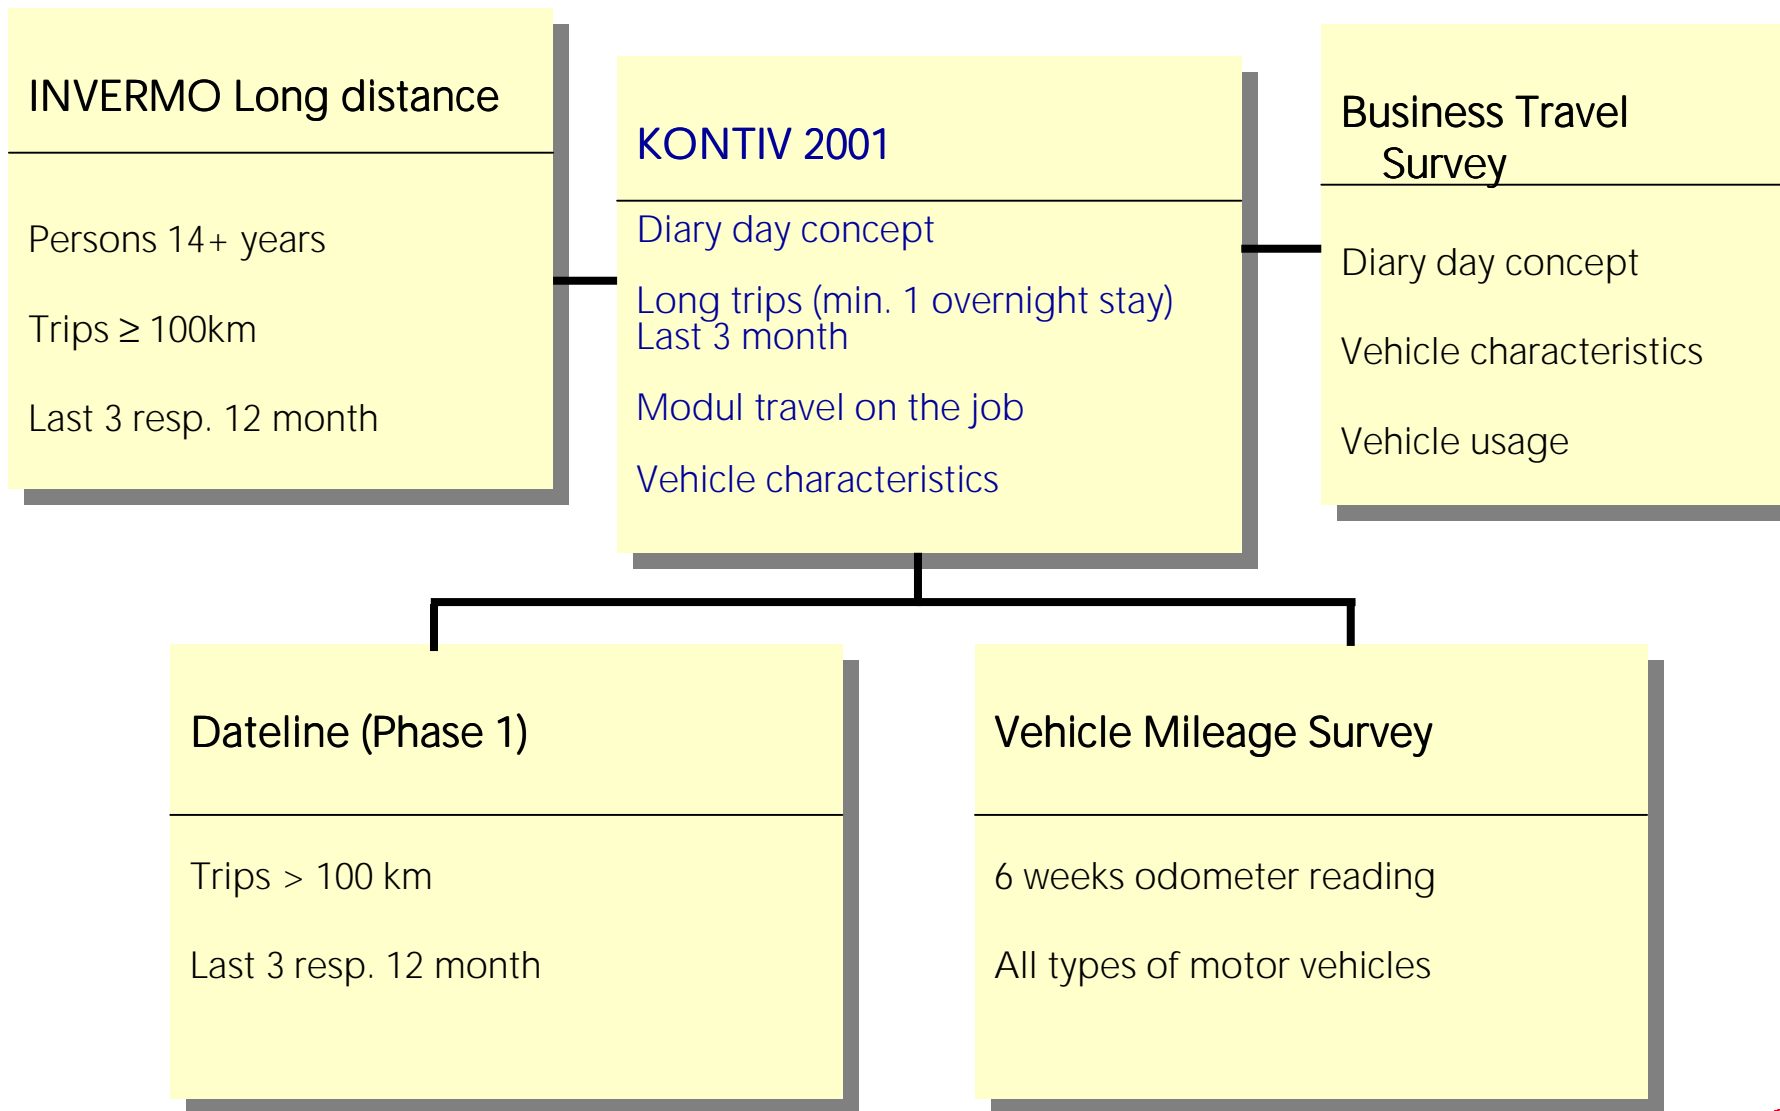 INVERMO Long distance
Persons 14+ years
Trips ≥ 100km
Last 3 resp. 12 month
KONTIV 2001
Diary day concept
Long trips (min. 1 overnight stay)
Last 3 month
Modul travel on the job
Vehicle characteristics
Business Travel
Survey
Diary day concept
Vehicle characteristics
Vehicle usage
Dateline (Phase 1)
Trips > 100 km
Last 3 resp. 12 month
Vehicle Mileage Survey
6 weeks odometer reading
All types of motor vehicles